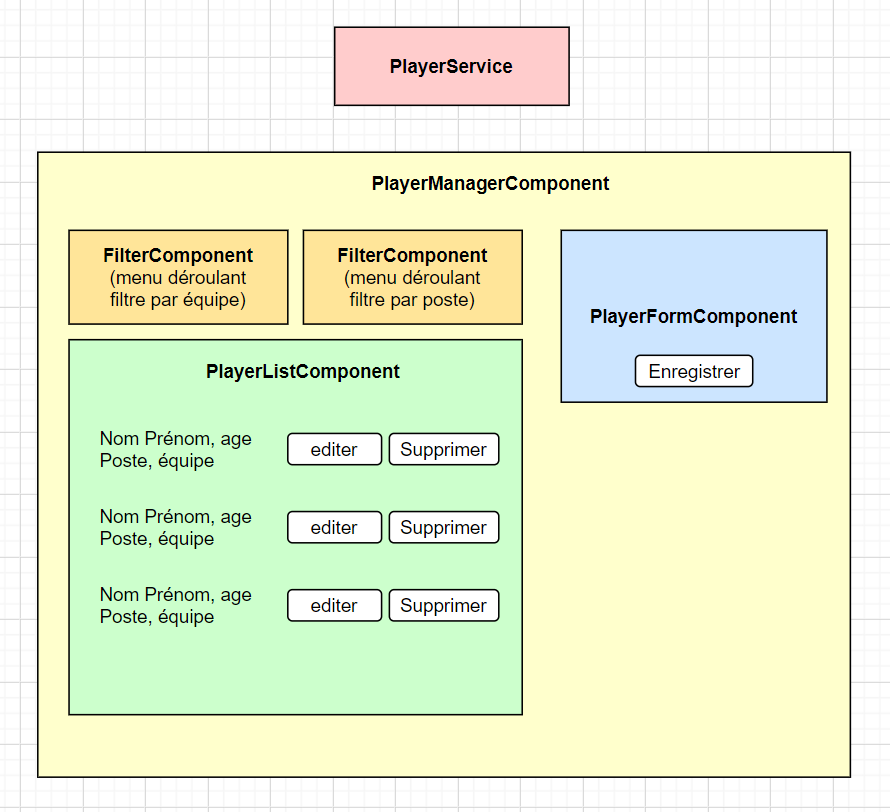 PlayerService
PlayerManagerComponent
FilterComponent
(menu déroulant
filtre par équipe)
FilterComponent
(menu déroulant
filtre par poste)
PlayerFormComponent
Enregistrer
PlayerListComponent
Nom Prénom, age
Poste, équipe
editer
Supprimer
Nom Prénom, age
Poste, équipe
editer
Supprimer
Nom Prénom, age
Poste, équipe
editer
Supprimer